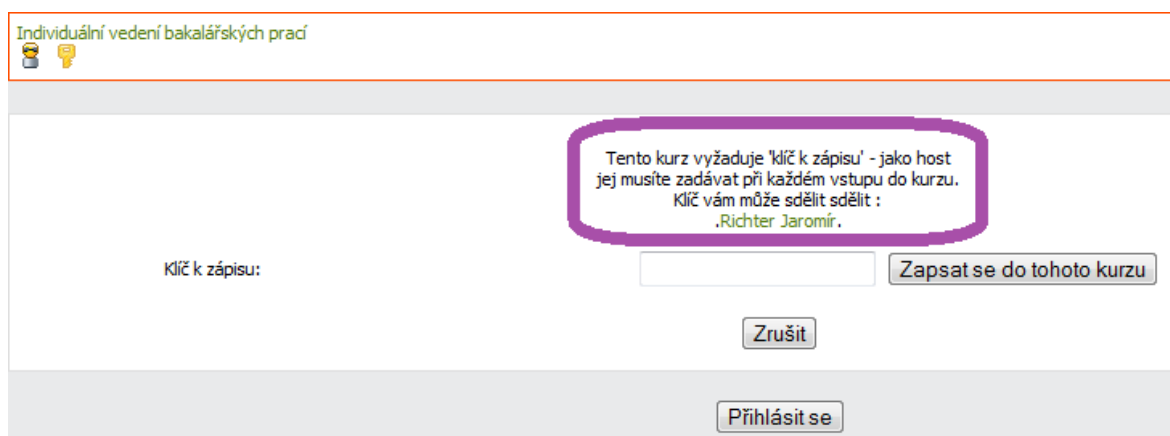 Individuální vedení bakalářských prací
Tento kurz vyžaduje 'klíč k zápisu' - jako host
jej musíte zadávat při každém vstupu do kurzu.
Klíč vám může sdělit sdělit :
.Richter Jaromír.
Klíč k zápisu:
Zapsat se do tohoto kurzu
Zrušit
Přihlásit se